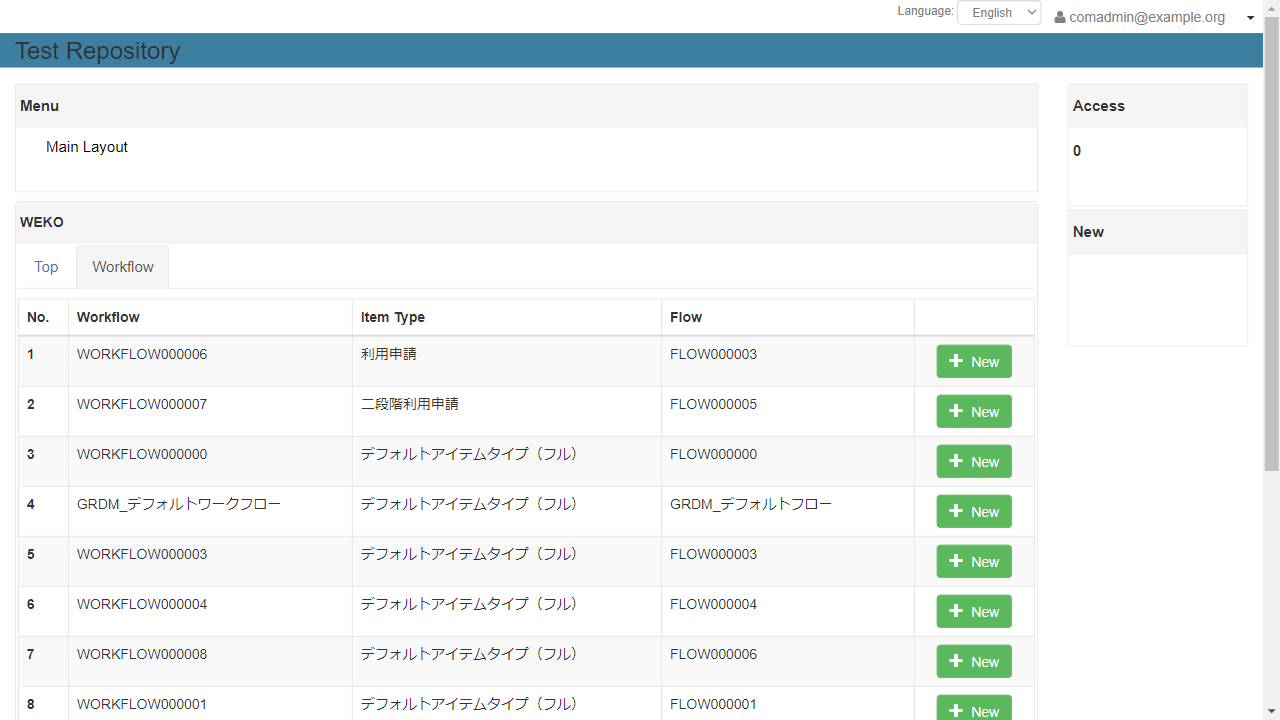 Language: English comadmin@example.org
Test Repository
Menu
Main Layout
WEKO
Top Workflow
No. Workflow Item Type Flow
1 WORKFLOW000006 利用申請 FLOW000003 New
2 WORKFLOW000007 二段階利用申請 FLOW000005 New
3 WORKFLOW000000 デフォルトアイテムタイプ（フル） FLOW000000 New
4 GRDM_デフォルトワークフロー デフォルトアイテムタイプ（フル） GRDM_デフォルトフロー New
5 WORKFLOW000003 デフォルトアイテムタイプ（フル） FLOW000003 New
6 WORKFLOW000004 デフォルトアイテムタイプ（フル） FLOW000004 New
7 WORKFLOW000008 デフォルトアイテムタイプ（フル） FLOW000006 New
8 WORKFLOW000001 デフォルトアイテムタイプ（フル） FLOW000001 New
Access
0
New